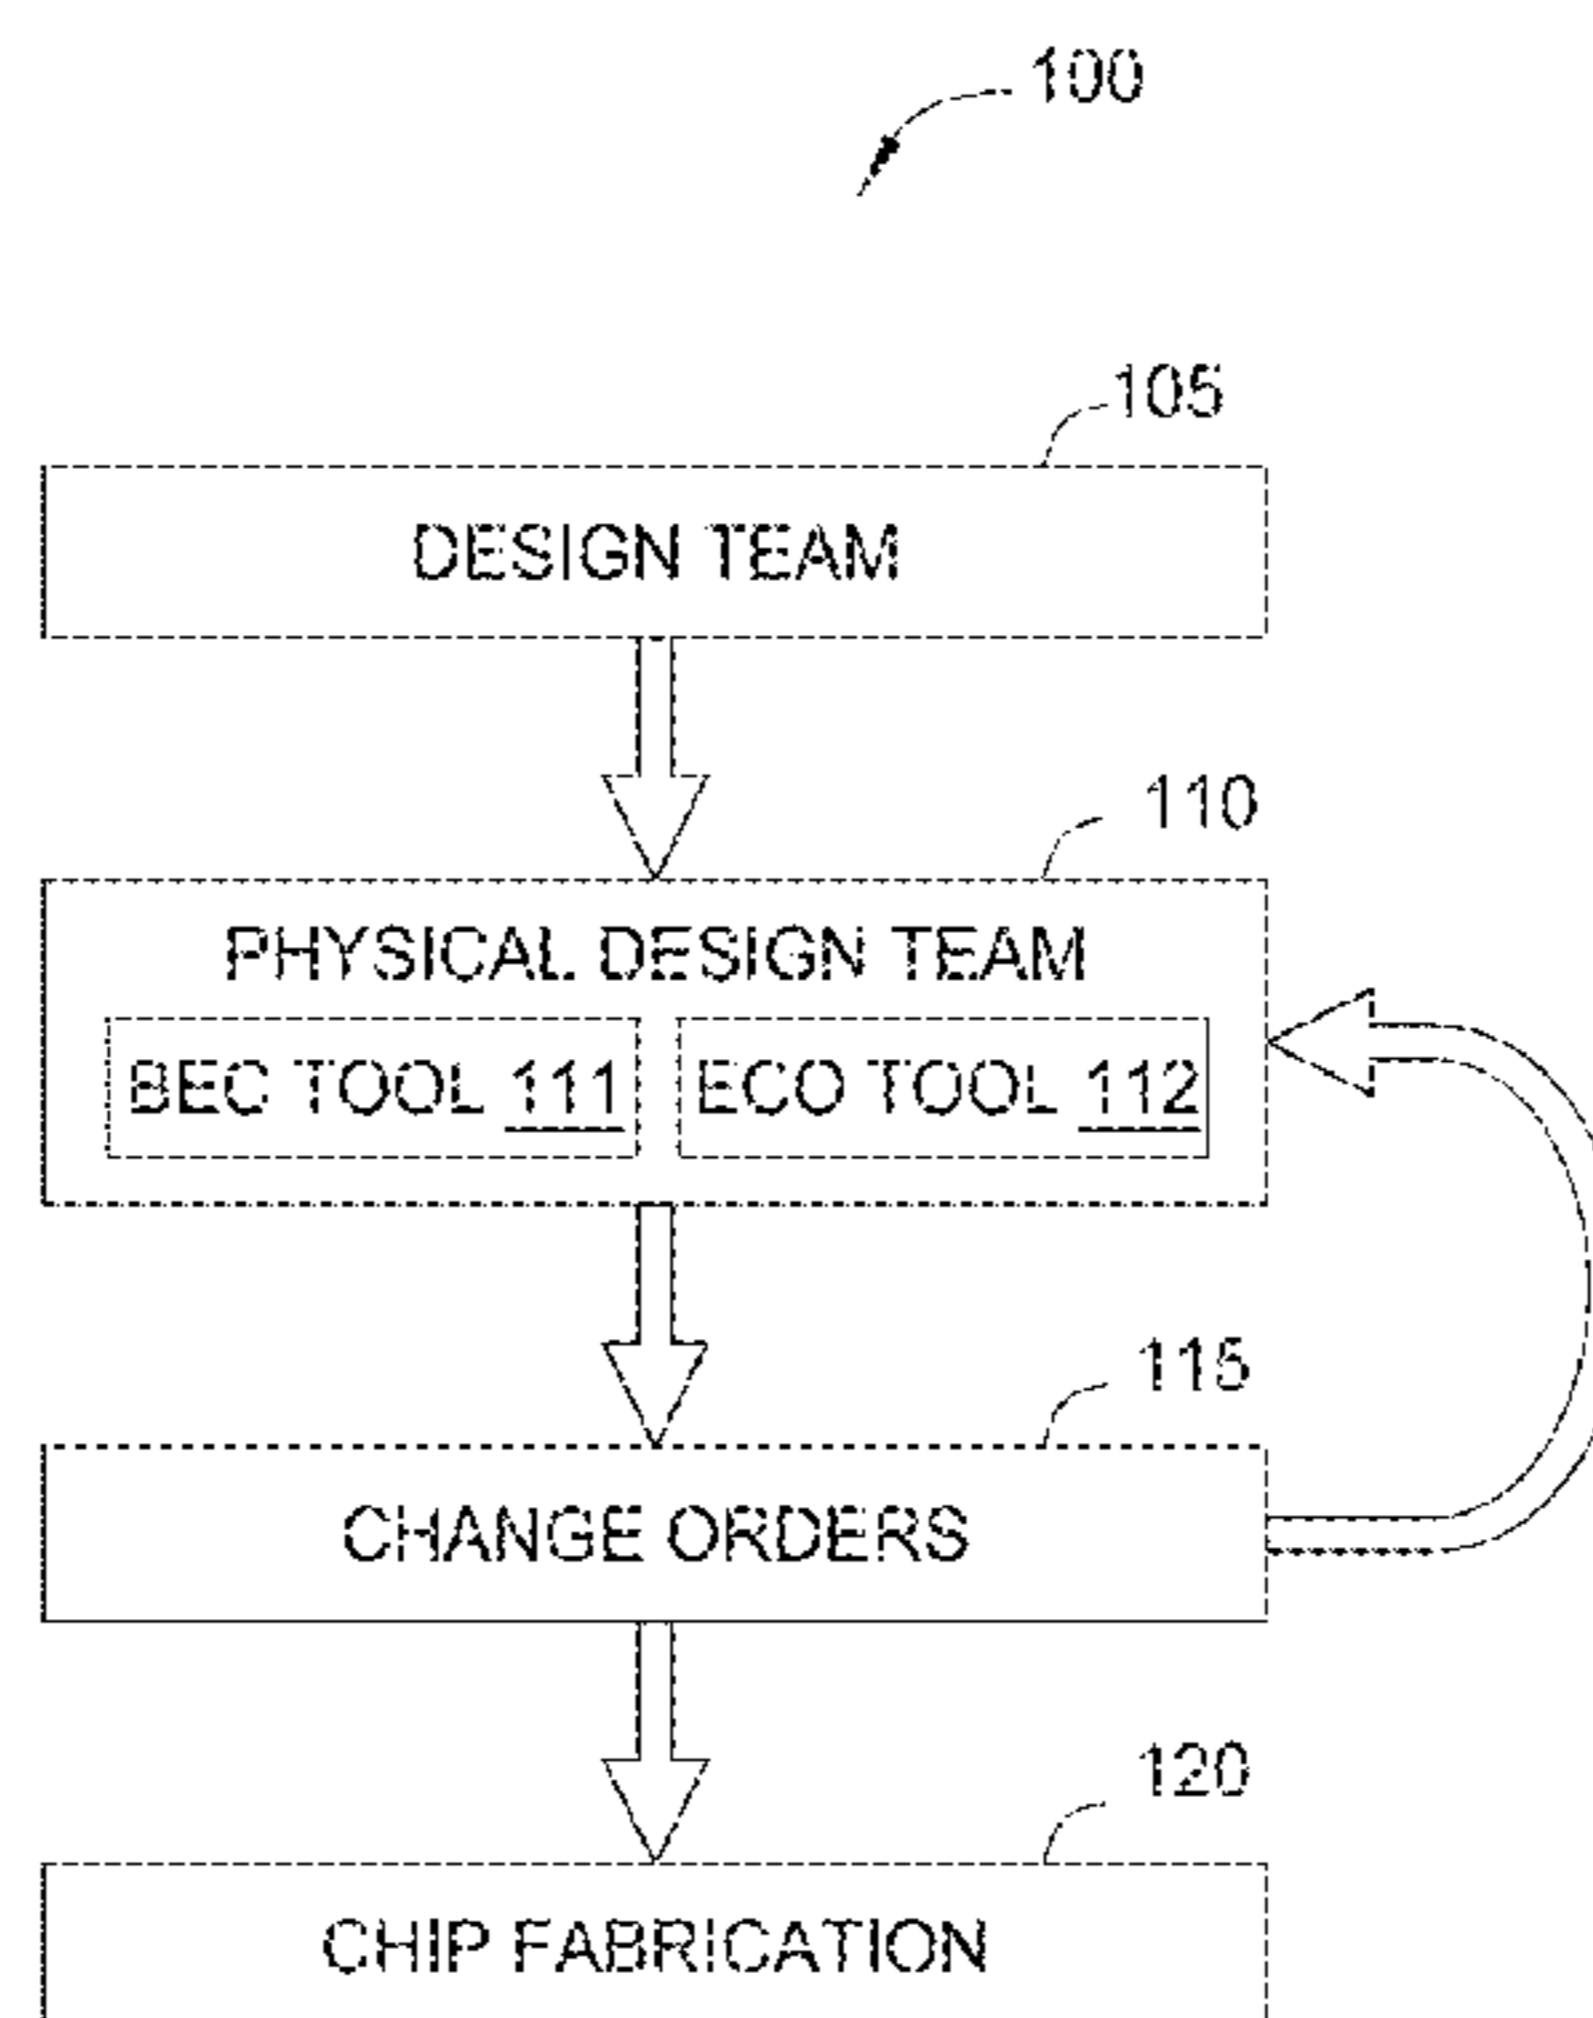 100
105
DESIGN TEAM
110
PHYSICAL DESIGN TEAM
BEC TOOL 111 ECO TOOL 112
115
CHANGE ORDERS
120
CHIP FABRICATION